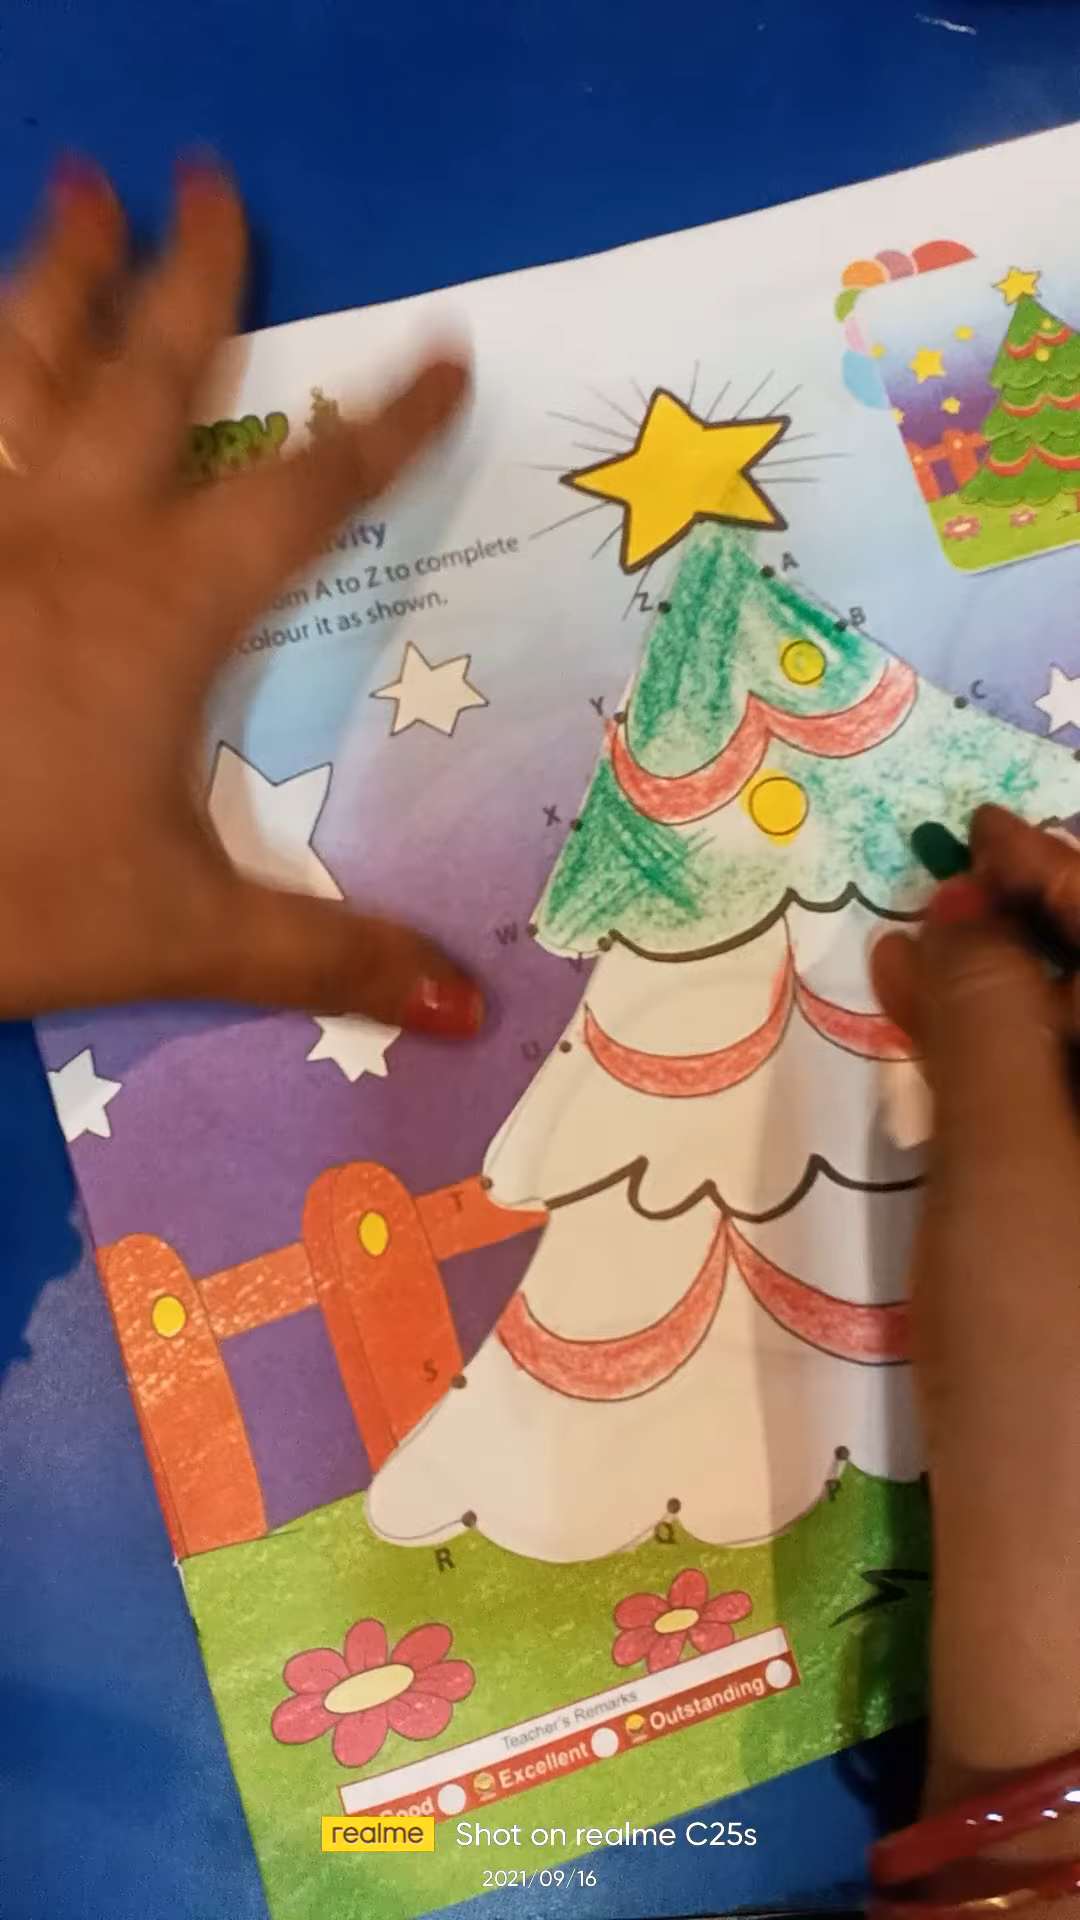 om A to Z to complete
colour it as shown.
A
Z
B
C
Y
X
W
V
U
T
S
P
Q
R
Teacher's Remarks
Good Excellent Outstanding
realme Shot on realme C25s
2021/09/16